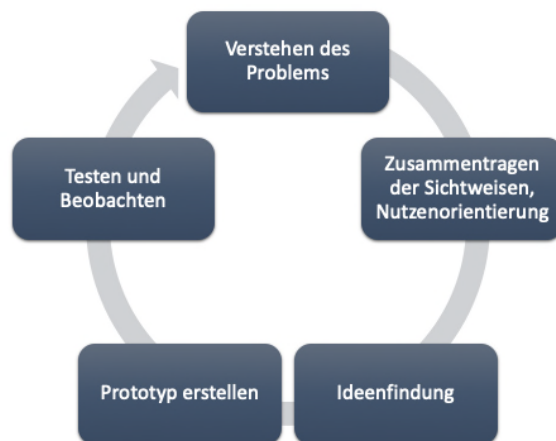 Verstehen des
Problems
Zusammentragen
der Sichtweisen,
Nutzenorientierung
Ideenfindung
Prototyp erstellen
Testen und
Beobachten